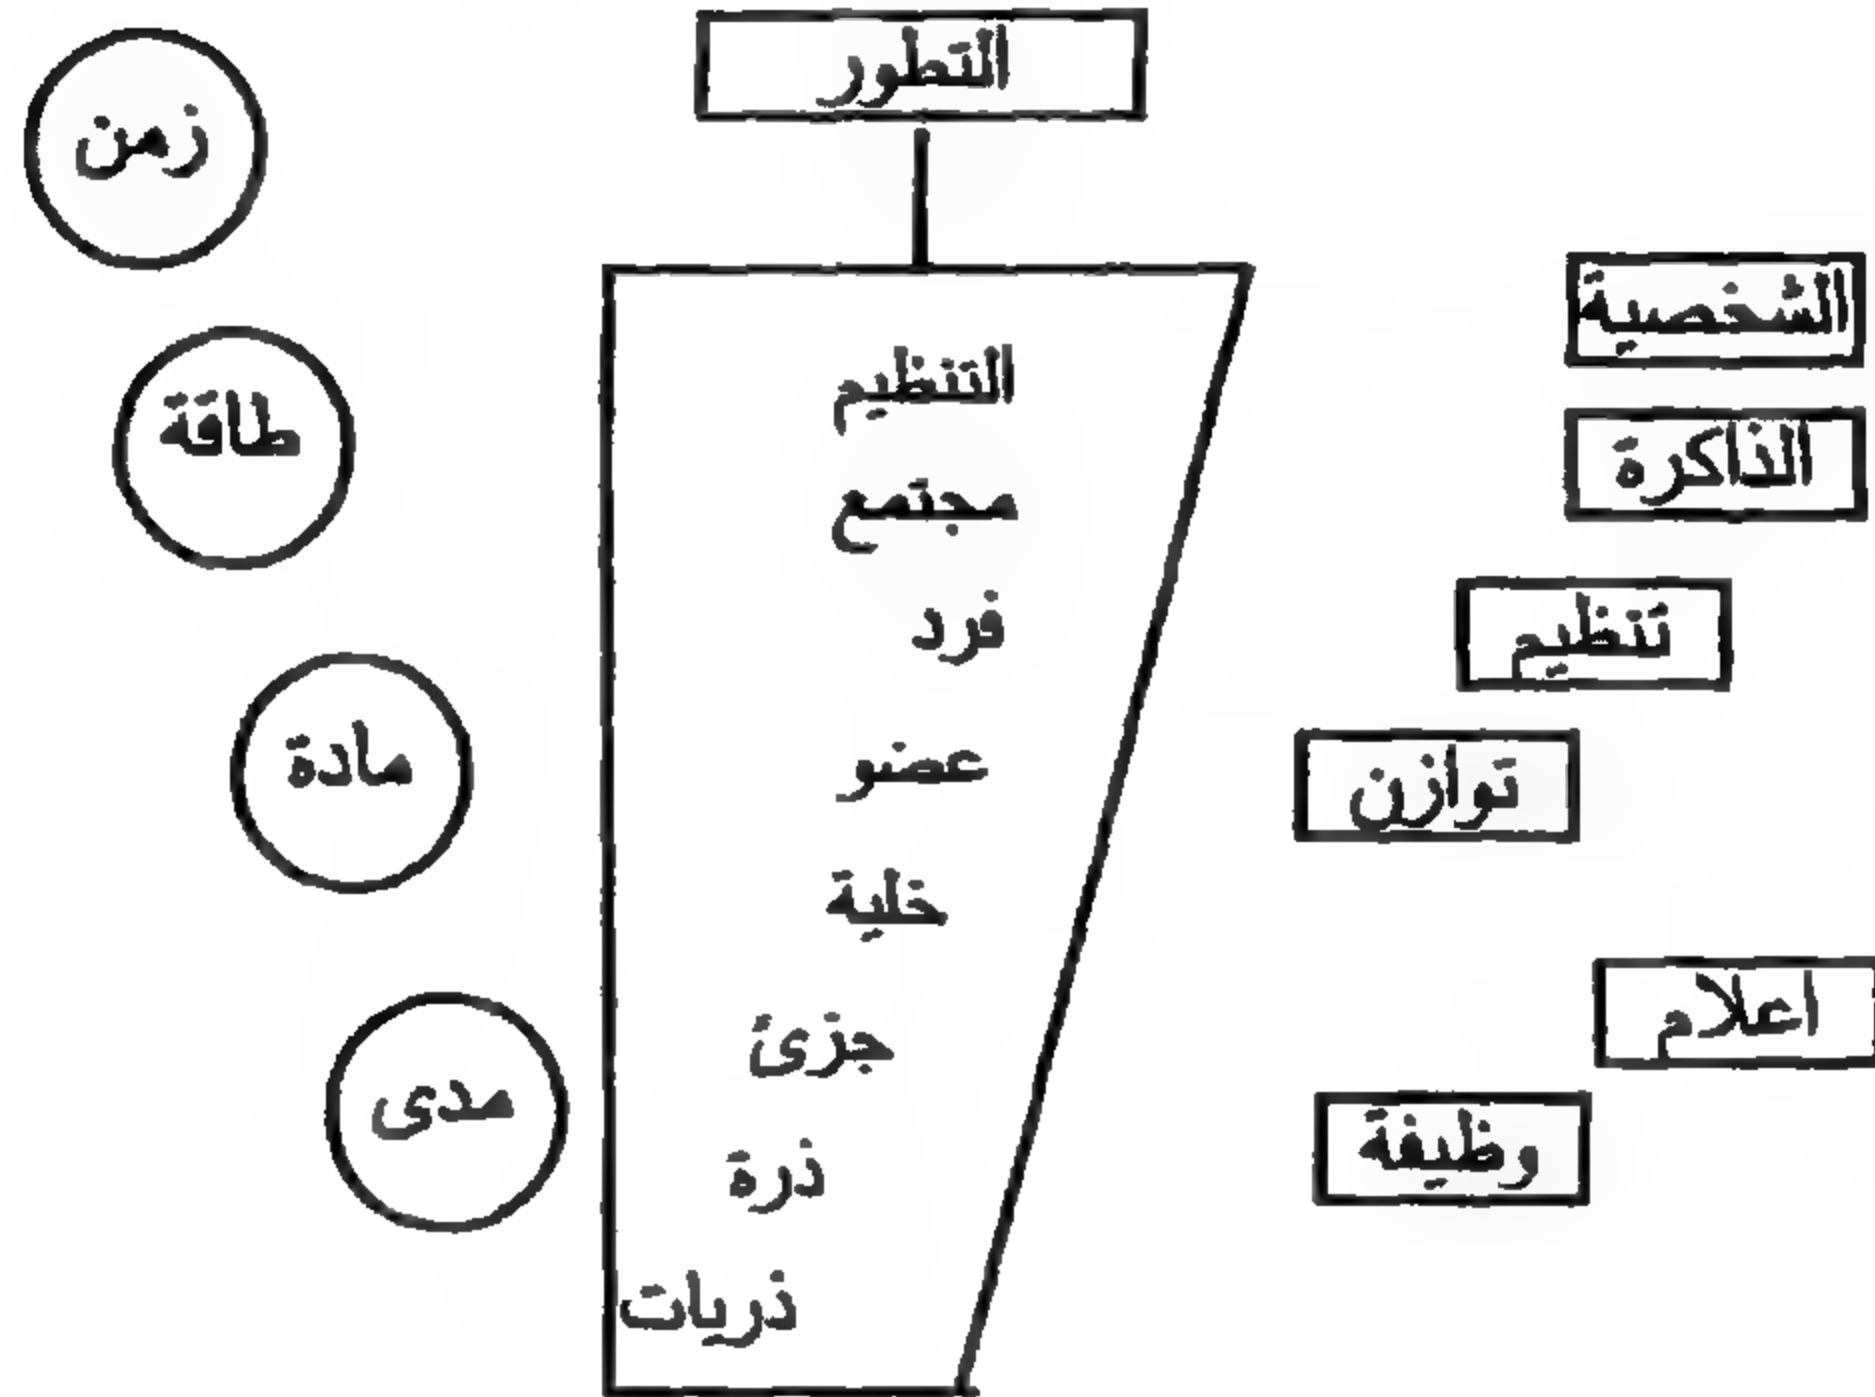 التطور
زمن
الشخصية
التنظيم
طاقة
الذاكرة
مجتمع
فرد
تنظيم
عضو
مادة
توازن
خلية
اعلام
جزئ
مدى
وظيفة
ذرة
ذريات